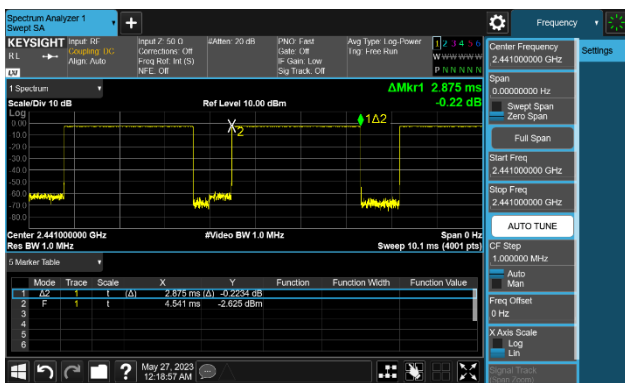 Spectrum Analyzer 1
Swept SA
+
Frequency
KEYSIGHT
RL
Input: RF
Coupling: DC
Align: Auto
Input Z: 50 Ω
Corrections: Off
Freq Ref: Int (S)
NFE: Off
#Atten: 20 dB
PNO: Fast
Gate: Off
IF Gain: Low
Sig Track: Off
Avg Type: Log-Power
Trig: Free Run
1 2 3 4 5 6
W W W W W W
P N N N N N
Center Frequency
2.441000000 GHz
Settings
Span
0.00000000 Hz
Swept Span
Zero Span
Full Span
Start Freq
2.441000000 GHz
Stop Freq
2.441000000 GHz
AUTO TUNE
CF Step
1.000000 MHz
Auto
Man
Freq Offset
0 Hz
X Axis Scale
Log
Lin
Signal Track
(Span Zoom)
LXI
1 Spectrum
ΔMkr1 2.875 ms
Scale/Div 10 dB
Ref Level 10.00 dBm
-0.22 dB
Log
0.00
-10.0
-20.0
-30.0
-40.0
-50.0
-60.0
-70.0
-80.0
X2
1Δ2
Center 2.441000000 GHz
#Video BW 1.0 MHz
Span 0 Hz
Res BW 1.0 MHz
Sweep 10.1 ms (4001 pts)
5 Marker Table
Mode Trace Scale X Y Function Function Width Function Value
1 Δ2 1 t (Δ) 2.875 ms (Δ) -0.2234 dB
2 F 1 t 4.541 ms -2.625 dBm
3
4
5
6
?
May 27, 2023
12:18:57 AM